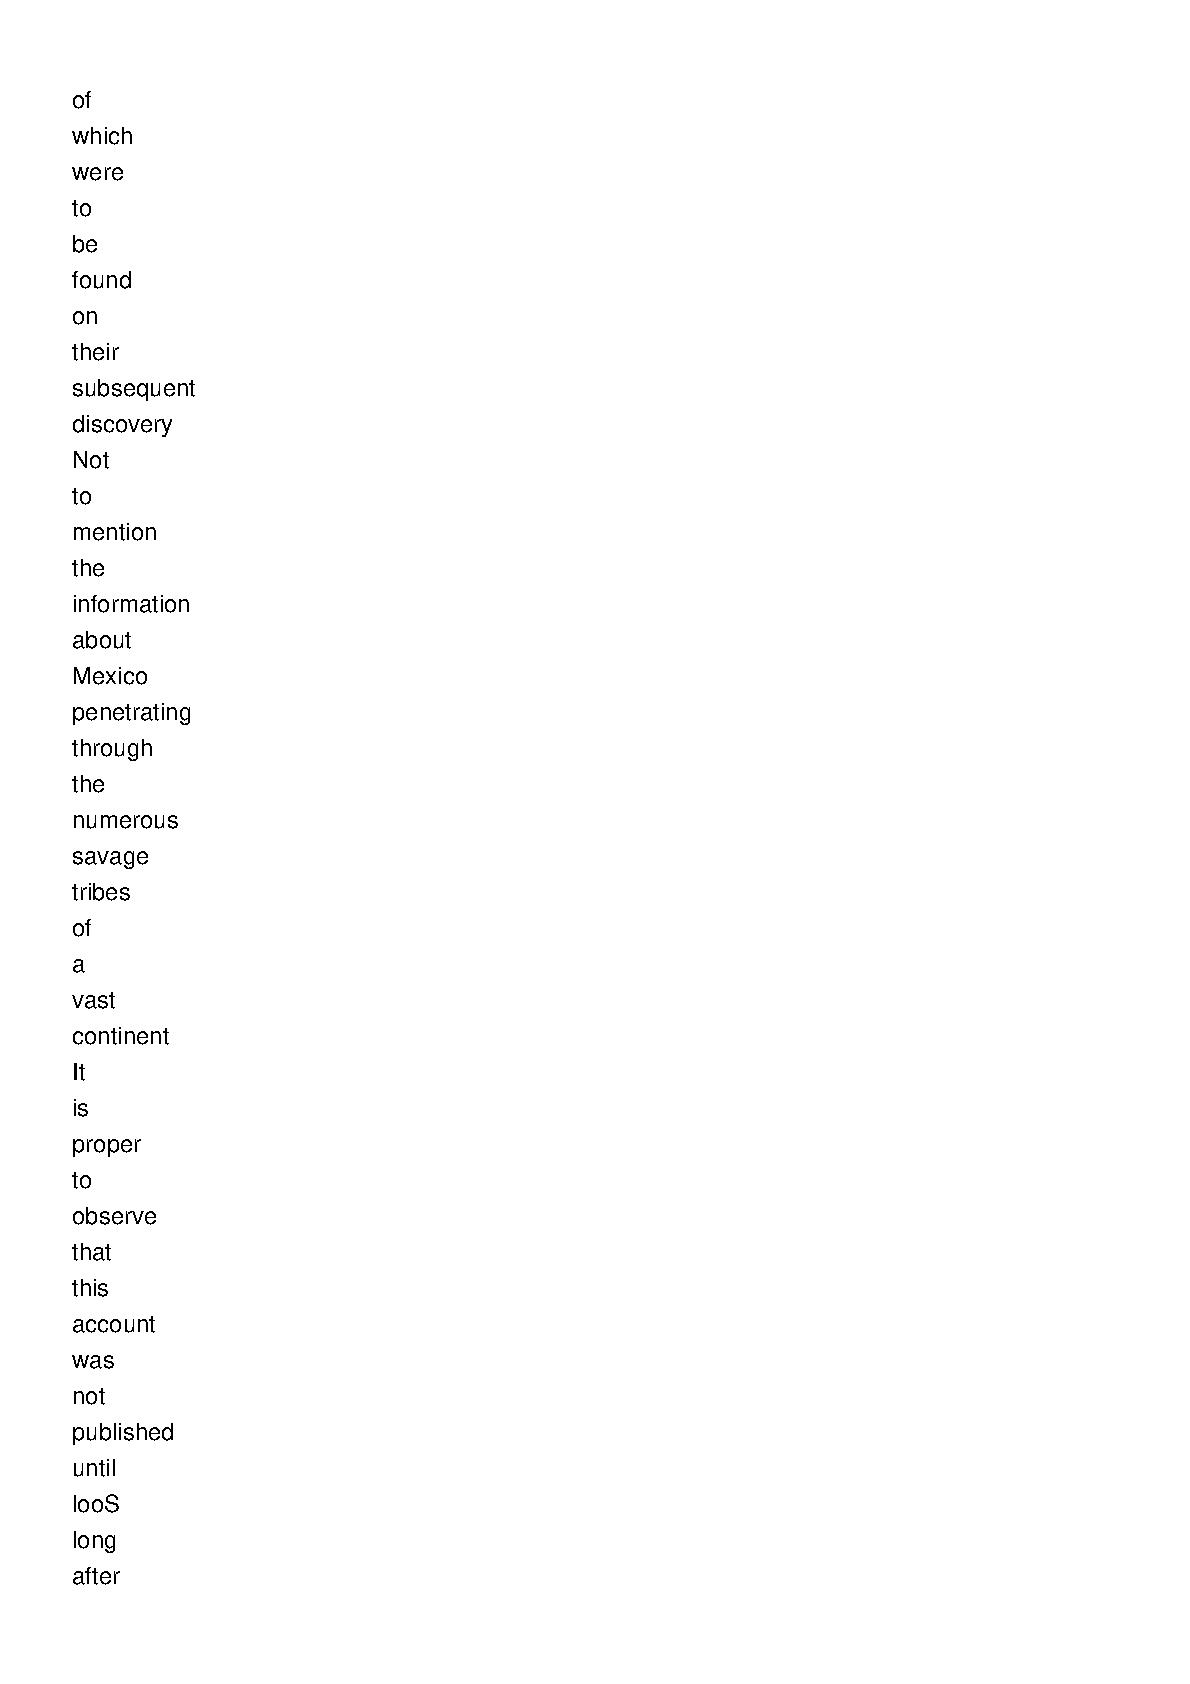 of
which
were
to
be
found
on
their
subsequent
discovery
Not
to
mention
the
information
about
Mexico
penetrating
through
the
numerous
savage
tribes
of
a
vast
continent
It
is
proper
to
observe
that
this
account
was
not
published
until
looS
long
after